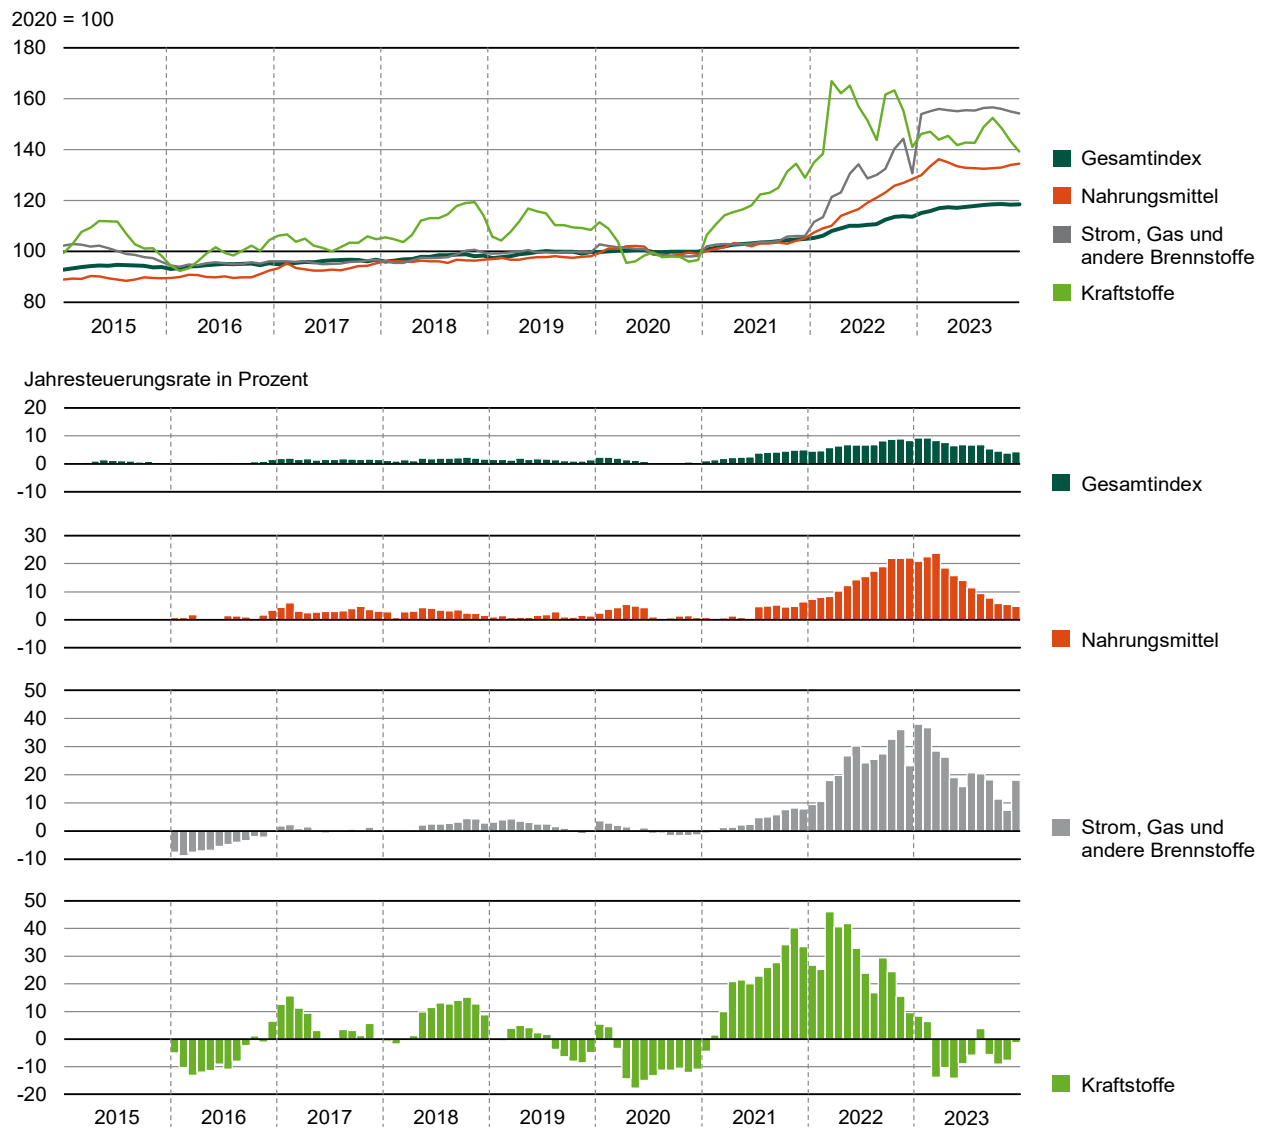 2020 = 100
180
160
140
120
100
80
2015 2016 2017 2018 2019 2020 2021 2022 2023
Gesamtindex
Nahrungsmittel
Strom, Gas und
andere Brennstoffe
Kraftstoffe
Jahresteuerungsrate in Prozent
20
10
0
-10
Gesamtindex
30
20
10
0
-10
Nahrungsmittel
50
40
30
20
10
0
-10
Strom, Gas und
andere Brennstoffe
50
40
30
20
10
0
-10
-20
Kraftstoffe
2015 2016 2017 2018 2019 2020 2021 2022 2023